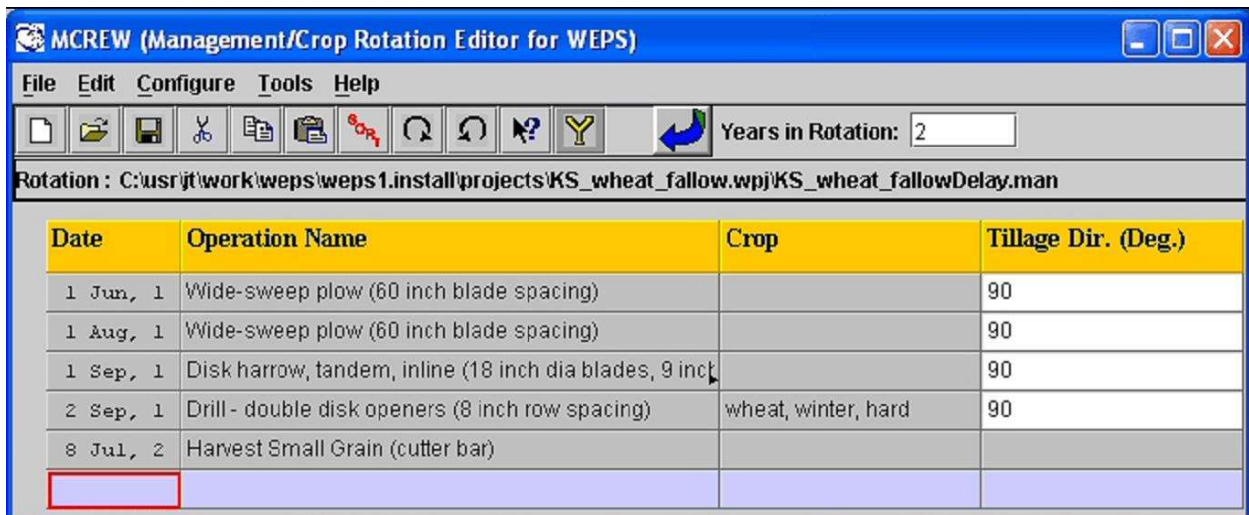 MCREW (Management/Crop Rotation Editor for WEPS)
File Edit Configure Tools Help
SORT Years in Rotation: 2
Rotation : C:\usr\jt\work\weps\weps1.install\projects\KS_wheat_fallow.wpj\KS_wheat_fallowDelay.man
Date Operation Name Crop Tillage Dir. (Deg.)
1 Jun, 1 Wide-sweep plow (60 inch blade spacing) 90
1 Aug, 1 Wide-sweep plow (60 inch blade spacing) 90
1 Sep, 1 Disk harrow, tandem, inline (18 inch dia blades, 9 inch 90
2 Sep, 1 Drill - double disk openers (8 inch row spacing) wheat, winter, hard 90
8 Jul, 2 Harvest Small Grain (cutter bar)